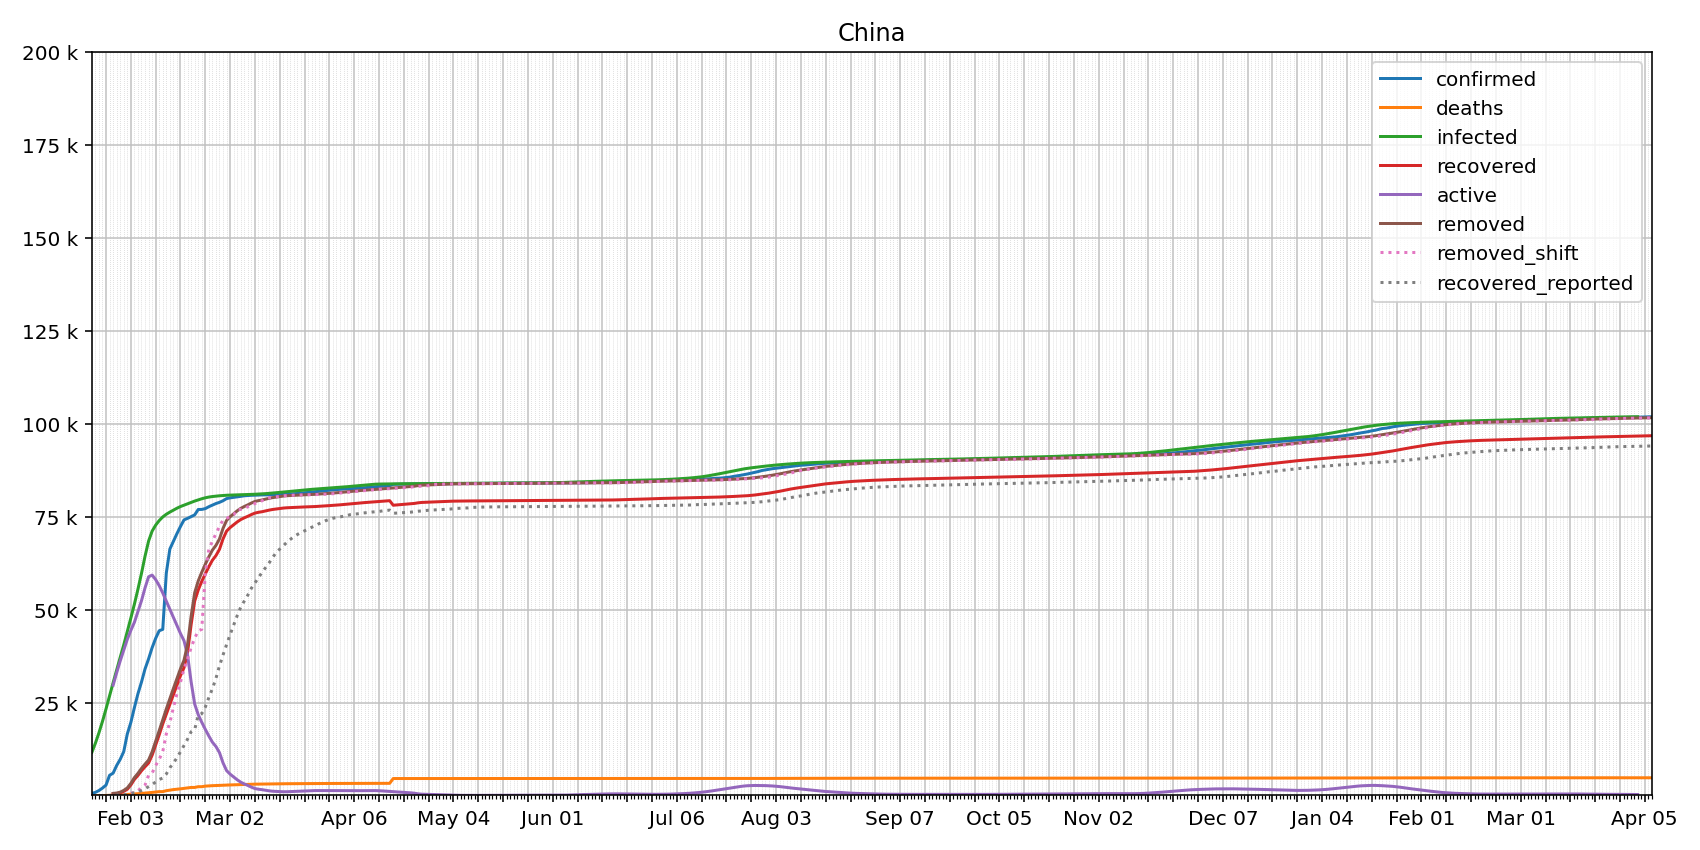 China
200 k
175 k
150 k
125 k
100 k
75 k
50 k
25 k
confirmed
deaths
infected
recovered
active
removed
removed_shift
recovered_reported
Feb 03 Mar 02 Apr 06 May 04 Jun 01 Jul 06 Aug 03 Sep 07 Oct 05 Nov 02 Dec 07 Jan 04 Feb 01 Mar 01 Apr 05